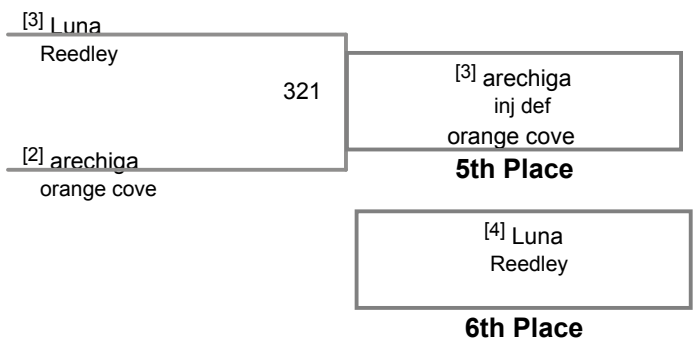 [3] Luna
Reedley
321
[2] arechiga
orange cove
[3] arechiga
inj def
orange cove
5th Place
[4] Luna
Reedley
6th Place